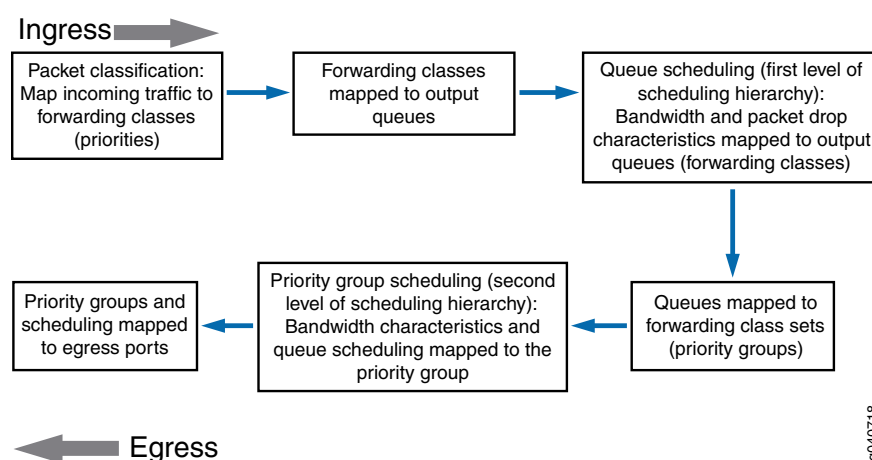 Ingress
Packet classification:
Map incoming traffic to
forwarding classes
(priorities)
Forwarding classes
mapped to output
queues
Queue scheduling (first level of
scheduling hierarchy):
Bandwidth and packet drop
characteristics mapped to output
queues (forwarding classes)
Queues mapped to
forwarding class sets
(priority groups)
Priority group scheduling (second
level of scheduling hierarchy):
Bandwidth characteristics and
queue scheduling mapped to the
priority group
Priority groups and
scheduling mapped
to egress ports
Egress
g040718